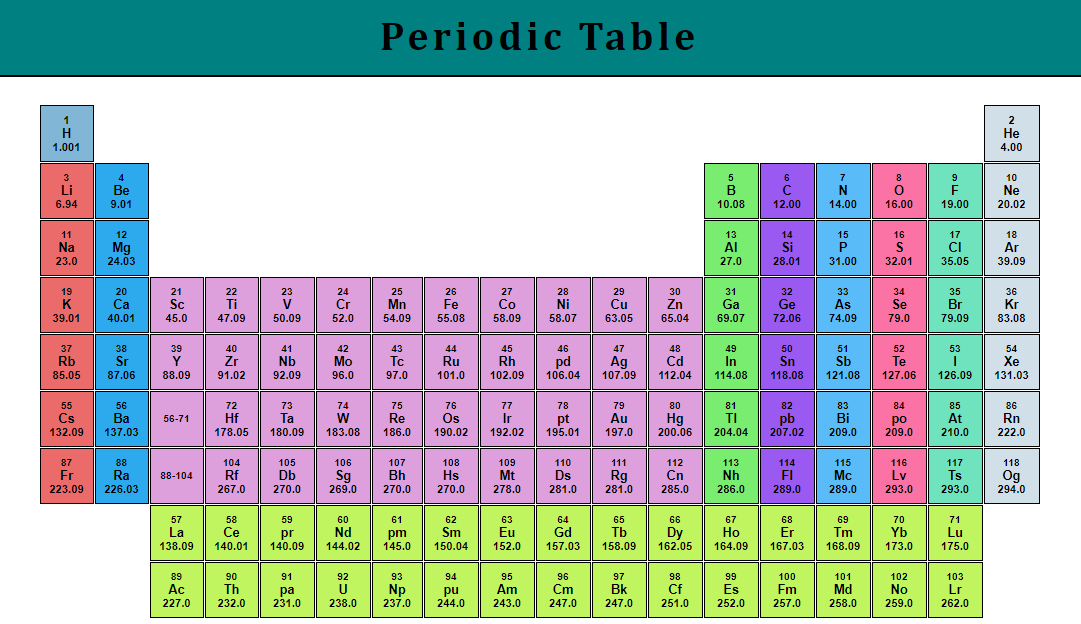 Periodic Table
1 2
H He
1.001 4.00
3 4 5 6 7 8 9 10
Li Be B C N O F Ne
6.94 9.01 10.08 12.00 14.00 16.00 19.00 20.02
11 12 13 14 15 16 17 18
Na Mg Al Si P S Cl Ar
23.0 24.03 27.0 28.01 31.00 32.01 35.05 39.09
19 20 21 22 23 24 25 26 27 28 29 30 31 32 33 34 35 36
K Ca Sc Ti V Cr Mn Fe Co Ni Cu Zn Ga Ge As Se Br Kr
39.01 40.01 45.0 47.09 50.09 52.0 54.09 55.08 58.09 58.07 63.05 65.04 69.07 72.06 74.09 79.0 79.09 83.08
37 38 39 40 41 42 43 44 45 46 47 48 49 50 51 52 53 54
Rb Sr Y Zr Nb Mo Tc Ru Rh pd Ag Cd In Sn Sb Te I Xe
85.05 87.06 88.09 91.02 92.09 96.0 97.0 101.0 102.09 106.04 107.09 112.04 114.08 118.08 121.08 127.06 126.09 131.03
55 56 56-71 72 73 74 75 76 77 78 79 80 81 82 83 84 85 86
Cs Ba Hf Ta W Re Os Ir pt Au Hg Tl pb Bi po At Rn
132.09 137.03 178.05 180.09 183.08 186.0 190.02 192.02 195.01 197.0 200.06 204.04 207.02 209.0 209.0 210.0 222.0
87 88 88-104 104 105 106 107 108 109 110 111 112 113 114 115 116 117 118
Fr Ra Rf Db Sg Bh Hs Mt Ds Rg Cn Nh Fl Mc Lv Ts Og
223.09 226.03 267.0 270.0 269.0 270.0 270.0 278.0 281.0 281.0 285.0 286.0 289.0 289.0 293.0 293.0 294.0
57 58 59 60 61 62 63 64 65 66 67 68 69 70 71
La Ce pr Nd pm Sm Eu Gd Tb Dy Ho Er Tm Yb Lu
138.09 140.01 140.09 144.02 145.0 150.04 152.0 157.03 158.09 162.05 164.09 167.03 168.09 173.0 175.0
89 90 91 92 93 94 95 96 97 98 99 100 101 102 103
Ac Th pa U Np pu Am Cm Bk Cf Es Fm Md No Lr
227.0 232.0 231.0 238.0 237.0 244.0 243.0 247.0 247.0 251.0 252.0 257.0 258.0 259.0 262.0